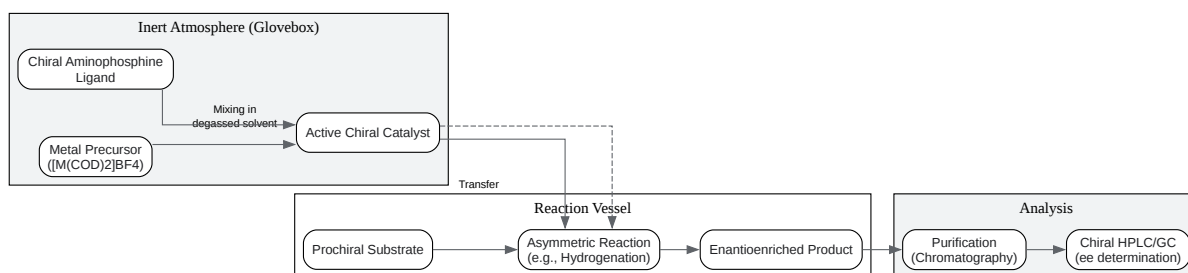 Inert Atmosphere (Glovebox)
Chiral Aminophosphine
Ligand
Mixing in
degassed solvent
Active Chiral Catalyst
Metal Precursor
([M(COD)2]BF4)
Transfer
Reaction Vessel
Prochiral Substrate
Asymmetric Reaction
(e.g., Hydrogenation)
Enantioenriched Product
Analysis
Purification
(Chromatography)
Chiral HPLC/GC
(ee determination)